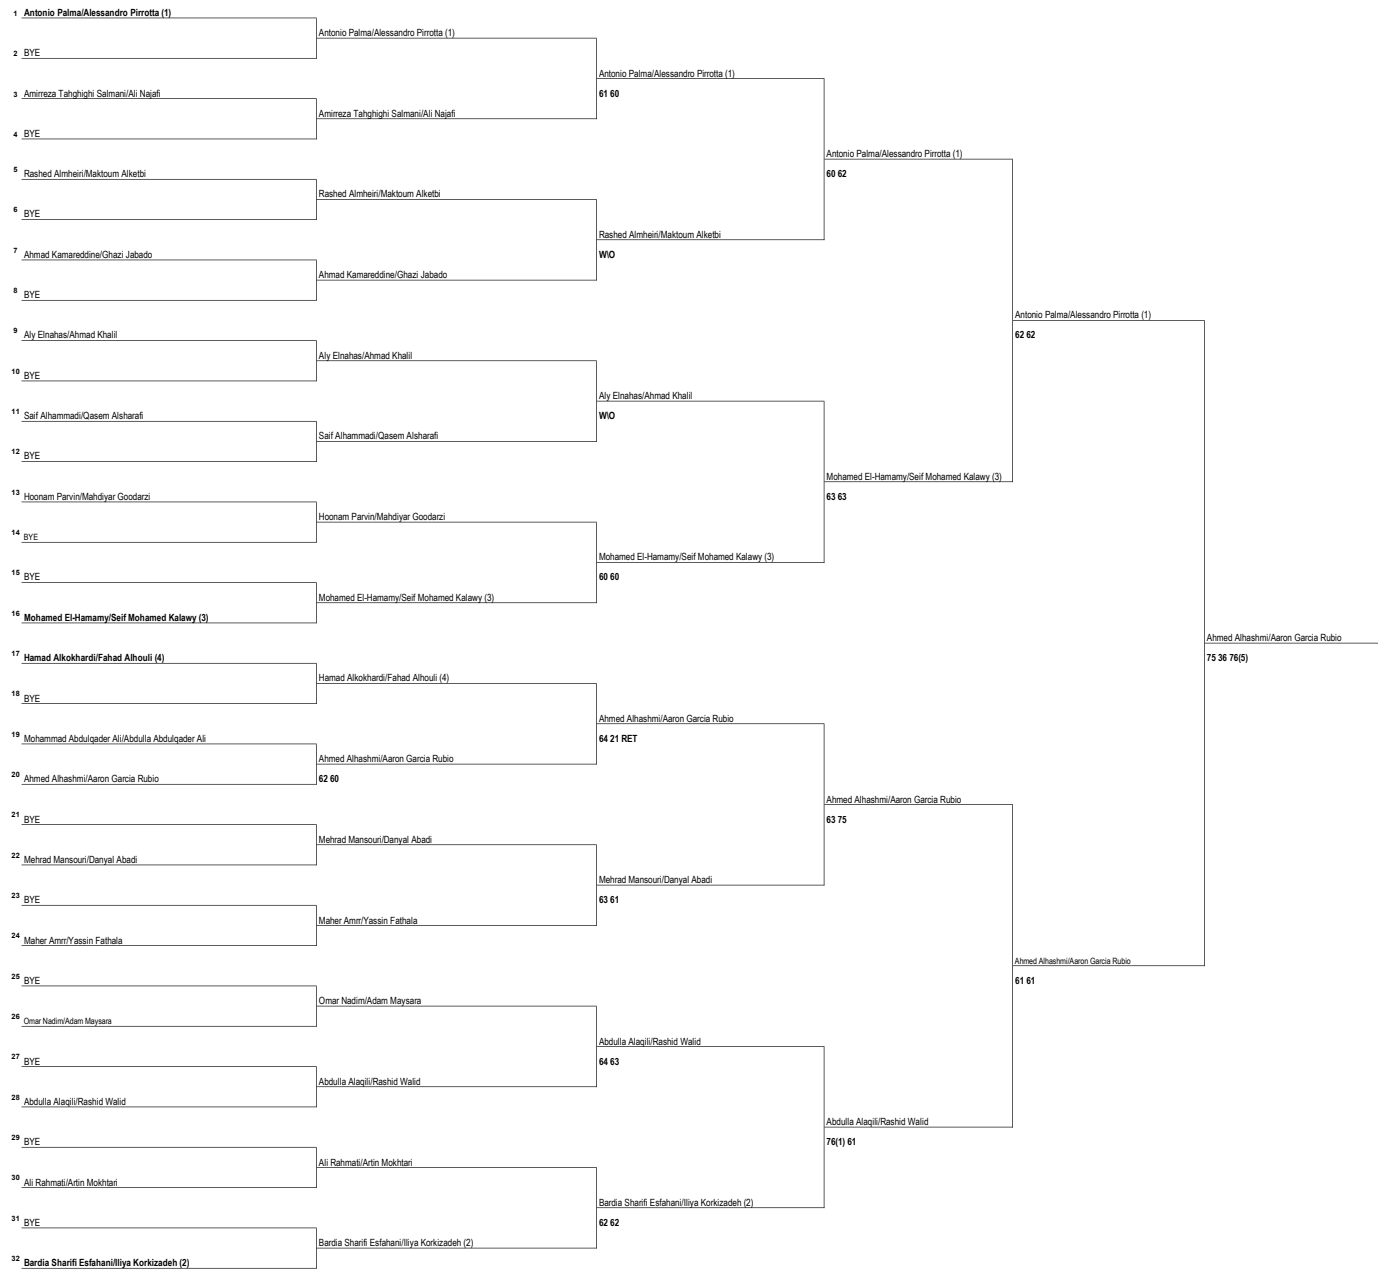 1 Antonio Palma/Alessandro Pirrotta (1)
Antonio Palma/Alessandro Pirrotta (1)
2 BYE
Antonio Palma/Alessandro Pirrotta (1)
3 Amirreza Tahghighi Salmani/Ali Najafi
61 60
Amirreza Tahghighi Salmani/Ali Najafi
4 BYE
Antonio Palma/Alessandro Pirrotta (1)
5 Rashed Almheiri/Maktoum Alketbi
60 62
Rashed Almheiri/Maktoum Alketbi
6 BYE
Rashed Almheiri/Maktoum Alketbi
7 Ahmad Kamareddine/Ghazi Jabado
W\O
Ahmad Kamareddine/Ghazi Jabado
8 BYE
Antonio Palma/Alessandro Pirrotta (1)
9 Aly Elnahas/Ahmad Khalil
62 62
Aly Elnahas/Ahmad Khalil
10 BYE
Aly Elnahas/Ahmad Khalil
11 Saif Alhammadi/Qasem Alsharafi
W\O
Saif Alhammadi/Qasem Alsharafi
12 BYE
Mohamed El-Hamamy/Seif Mohamed Kalawy (3)
13 Hoonam Parvin/Mahdiyar Goodarzi
63 63
Hoonam Parvin/Mahdiyar Goodarzi
14 BYE
Mohamed El-Hamamy/Seif Mohamed Kalawy (3)
15 BYE
60 60
Mohamed El-Hamamy/Seif Mohamed Kalawy (3)
16 Mohamed El-Hamamy/Seif Mohamed Kalawy (3)
Ahmed Alhashmi/Aaron Garcia Rubio
17 Hamad Alkokhardi/Fahad Alhouli (4)
75 36 76(5)
Hamad Alkokhardi/Fahad Alhouli (4)
18 BYE
Ahmed Alhashmi/Aaron Garcia Rubio
19 Mohammad Abdulqader Ali/Abdulla Abdulqader Ali
64 21 RET
Ahmed Alhashmi/Aaron Garcia Rubio
20 Ahmed Alhashmi/Aaron Garcia Rubio
62 60
Ahmed Alhashmi/Aaron Garcia Rubio
21 BYE
63 75
Mehrad Mansouri/Danyal Abadi
22 Mehrad Mansouri/Danyal Abadi
Mehrad Mansouri/Danyal Abadi
23 BYE
63 61
Maher Amrr/Yassin Fathala
24 Maher Amrr/Yassin Fathala
Ahmed Alhashmi/Aaron Garcia Rubio
25 BYE
61 61
Omar Nadim/Adam Maysara
26 Omar Nadim/Adam Maysara
Abdulla Alaqili/Rashid Walid
27 BYE
64 63
Abdulla Alaqili/Rashid Walid
28 Abdulla Alaqili/Rashid Walid
Abdulla Alaqili/Rashid Walid
29 BYE
76(1) 61
Ali Rahmati/Artin Mokhtari
30 Ali Rahmati/Artin Mokhtari
Bardia Sharifi Esfahani/Iliya Korkizadeh (2)
31 BYE
62 62
Bardia Sharifi Esfahani/Iliya Korkizadeh (2)
32 Bardia Sharifi Esfahani/Iliya Korkizadeh (2)